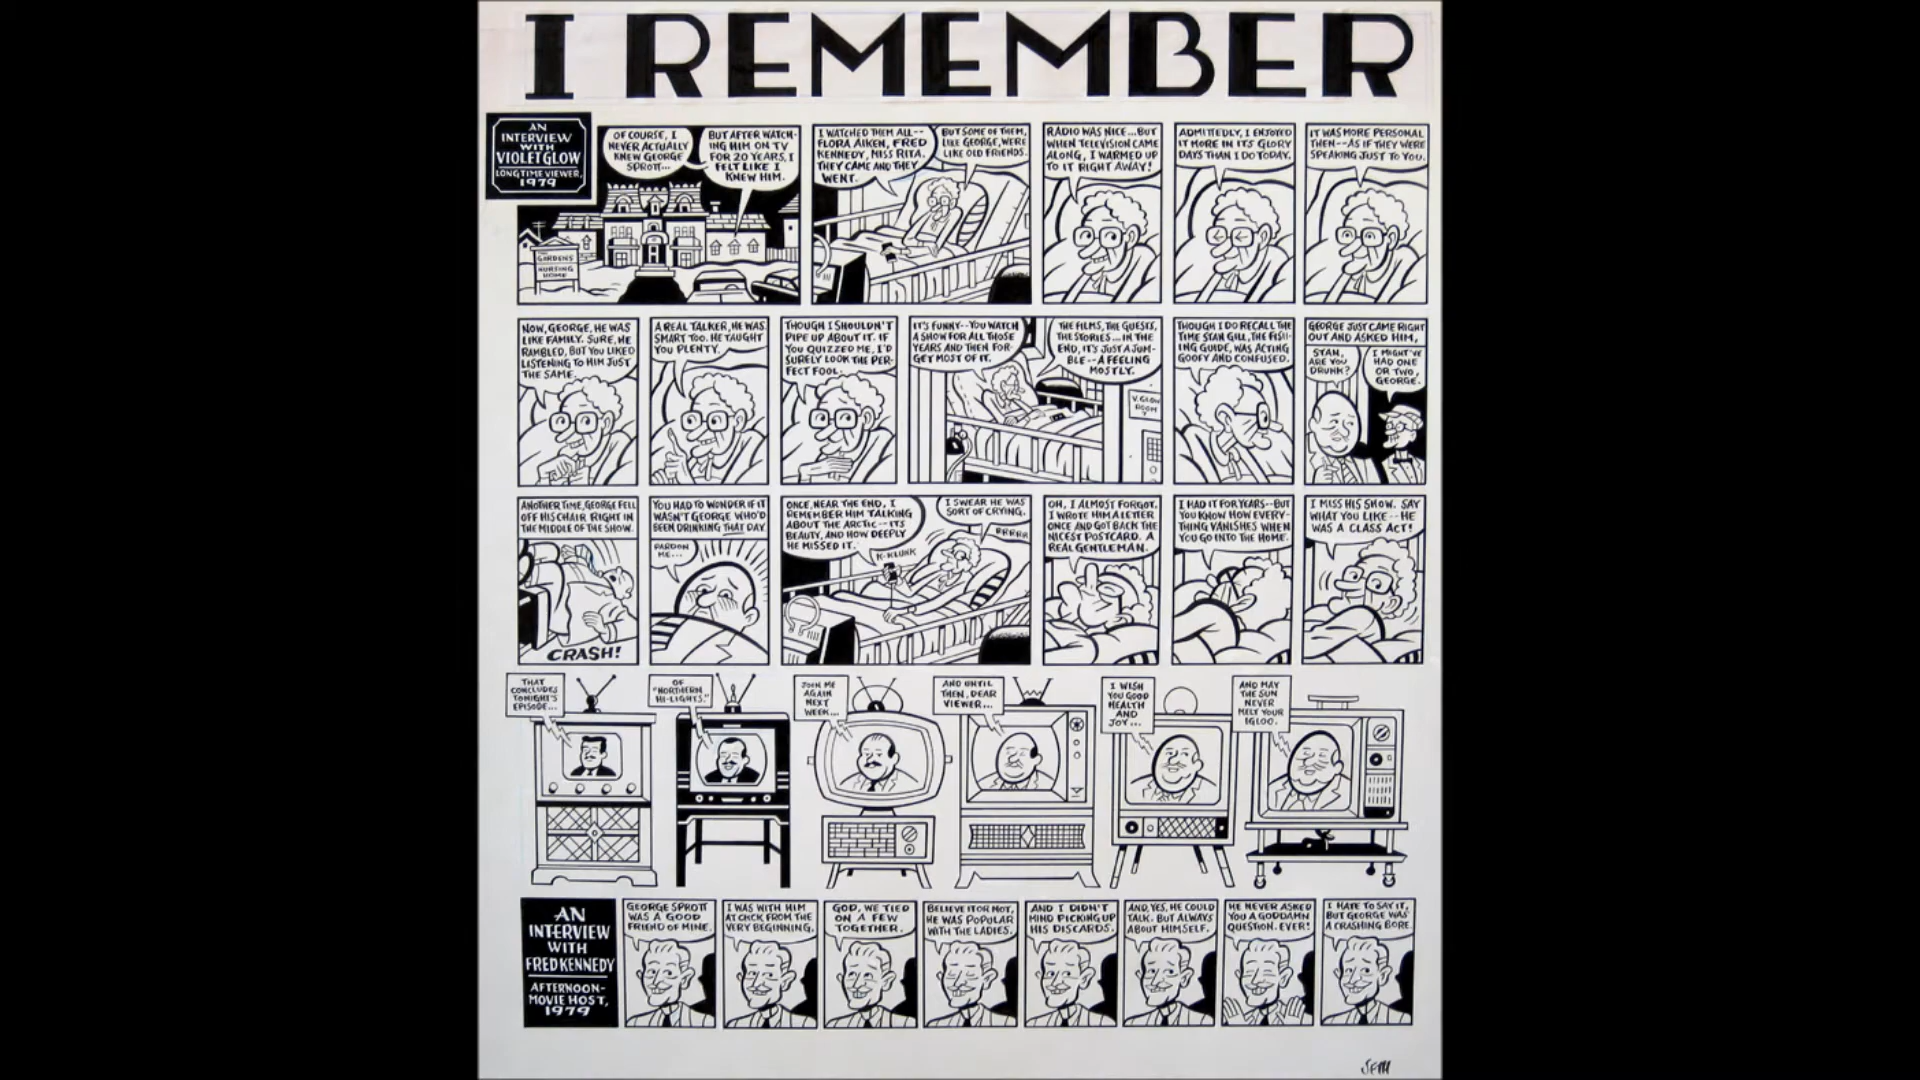 I REMEMBER
AN
INTERVIEW
WITH
VIOLET GLOW
LONGTIME VIEWER,
1979
OF COURSE, I
NEVER ACTUALLY
KNEW GEORGE
SPROTT...
BUT AFTER WATCH-
ING HIM ON TV
FOR 20 YEARS, I
FELT LIKE I
KNEW HIM.
GARDENS
NURSING
HOME
I WATCHED THEM ALL--
FLORA AIKEN, FRED
KENNEDY, MISS RITA.
THEY CAME AND THEY
WENT.
BUT SOME OF THEM,
LIKE GEORGE, WERE
LIKE OLD FRIENDS.
RADIO WAS NICE...BUT
WHEN TELEVISION CAME
ALONG, I WARMED UP
TO IT RIGHT AWAY!
ADMITTEDLY, I ENJOYED
IT MORE IN ITS GLORY
DAYS THAN I DO TODAY.
IT WAS MORE PERSONAL
THEN--AS IF THEY WERE
SPEAKING JUST TO YOU.
NOW, GEORGE, HE WAS
LIKE FAMILY. SURE, HE
RAMBLED, BUT YOU LIKED
LISTENING TO HIM JUST
THE SAME.
A REAL TALKER, HE WAS.
SMART TOO. HE TAUGHT
YOU PLENTY.
THOUGH I SHOULDN'T
PIPE UP ABOUT IT. IF
YOU QUIZZED ME, I'D
SURELY LOOK THE PER-
FECT FOOL.
IT'S FUNNY--YOU WATCH
A SHOW FOR ALL THOSE
YEARS AND THEN FOR-
GET MOST OF IT.
THE FILMS, THE GUESTS,
THE STORIES...IN THE
END, IT'S JUST A JUM-
BLE--A FEELING
MOSTLY.
V. GLOW
ROOM
7
THOUGH I DO RECALL THE
TIME STAN GILL, THE FISH-
ING GUIDE, WAS ACTING
GOOFY AND CONFUSED.
GEORGE JUST CAME RIGHT
OUT AND ASKED HIM,
STAN,
ARE YOU
DRUNK?
I MIGHT'VE
HAD ONE
OR TWO,
GEORGE.
ANOTHER TIME, GEORGE FELL
OFF HIS CHAIR RIGHT IN
THE MIDDLE OF THE SHOW.
CRASH!
YOU HAD TO WONDER IF IT
WASN'T GEORGE WHO'D
BEEN DRINKING THAT DAY.
PARDON
ME...
ONCE, NEAR THE END, I
REMEMBER HIM TALKING
ABOUT THE ARCTIC--ITS
BEAUTY, AND HOW DEEPLY
HE MISSED IT.
I SWEAR HE WAS
SORT OF CRYING.
K-KLUNK
RRRRR
OH, I ALMOST FORGOT,
I WROTE HIM A LETTER
ONCE AND GOT BACK THE
NICEST POSTCARD. A
REAL GENTLEMAN.
I HAD IT FOR YEARS--BUT
YOU KNOW HOW EVERY-
THING VANISHES WHEN
YOU GO INTO THE HOME.
I MISS HIS SHOW. SAY
WHAT YOU LIKE--HE
WAS A CLASS ACT!
THAT
CONCLUDES
TONIGHT'S
EPISODE...
OF
"NORTHERN
HI-LIGHTS."
JOIN ME
AGAIN
NEXT
WEEK...
AND UNTIL
THEN, DEAR
VIEWER...
I WISH
YOU GOOD
HEALTH
AND
JOY...
AND MAY
THE SUN
NEVER
MELT YOUR
IGLOO.
AN
INTERVIEW
WITH
FRED KENNEDY
AFTERNOON-
MOVIE HOST,
1979
GEORGE SPROTT
WAS A GOOD
FRIEND OF MINE.
I WAS WITH HIM
AT CKCK FROM THE
VERY BEGINNING.
GOD, WE TIED
ON A FEW
TOGETHER.
BELIEVE IT OR NOT,
HE WAS POPULAR
WITH THE LADIES.
AND I DIDN'T
MIND PICKING UP
HIS DISCARDS.
AND, YES, HE COULD
TALK. BUT ALWAYS
ABOUT HIMSELF.
HE NEVER ASKED
YOU A GODDAMN
QUESTION. EVER!
I HATE TO SAY IT,
BUT GEORGE WAS
A CRASHING BORE.
SETH